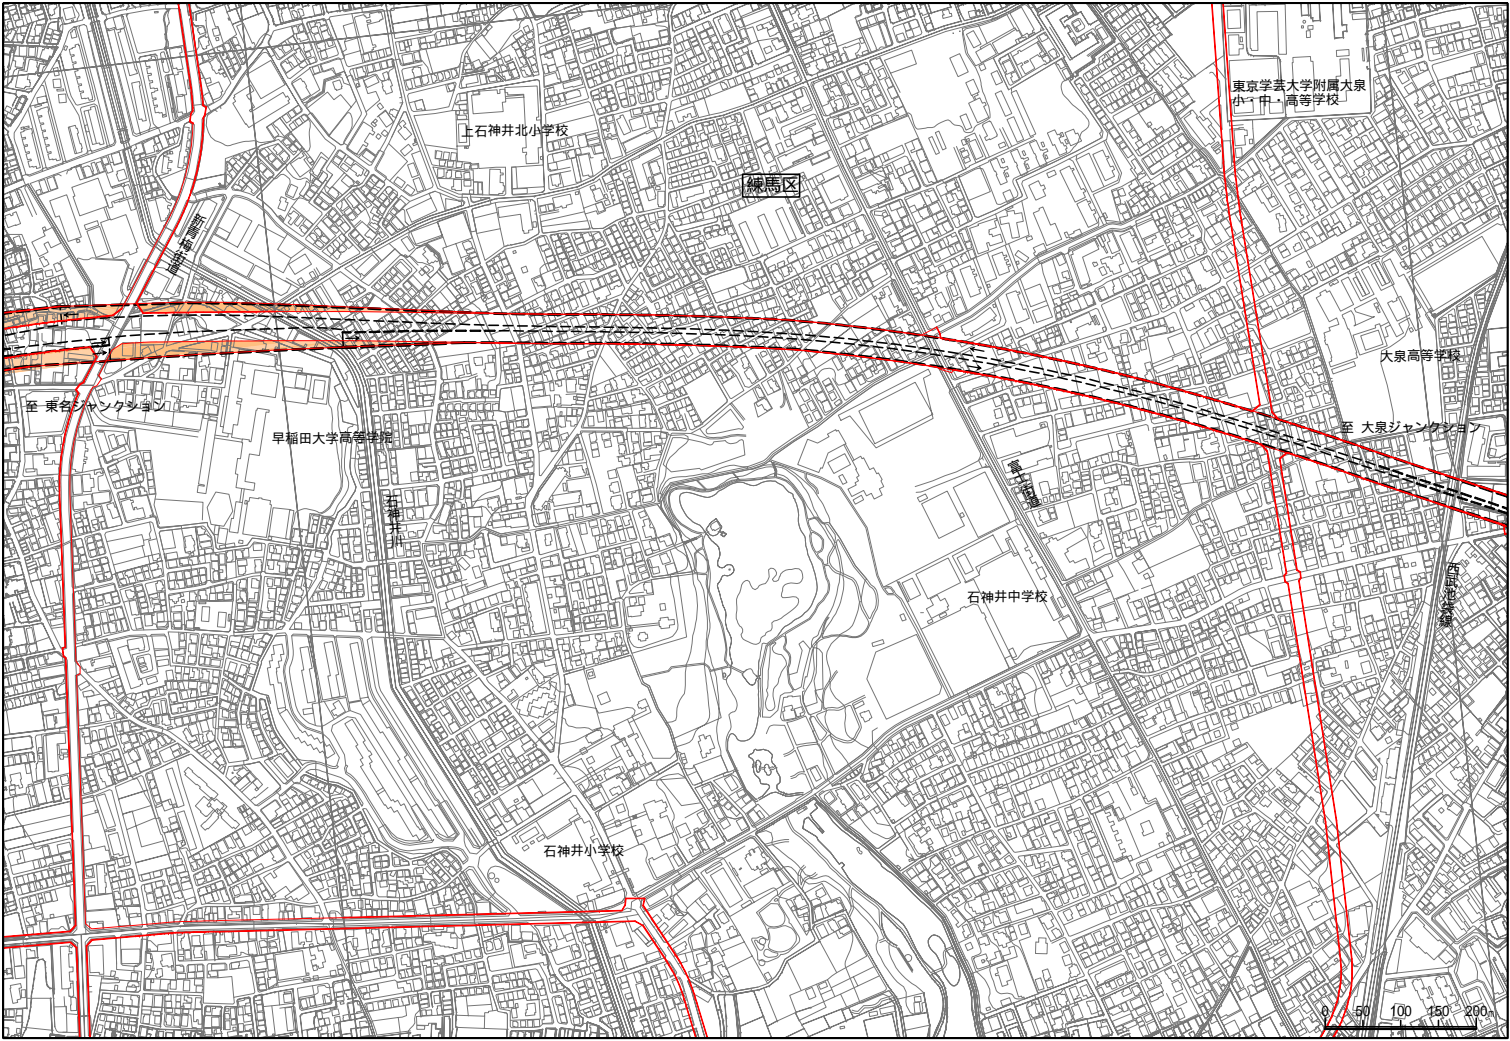 東京学芸大学附属大泉
小・中・高等学校
上石神井北小学校
練馬区
新青梅街道
大泉高等学校
至 東名ジャンクション
至 大泉ジャンクション
早稲田大学高等学院
富士街道
石神井川
西武池袋線
石神井中学校
石神井小学校
0 50 100 150 200m